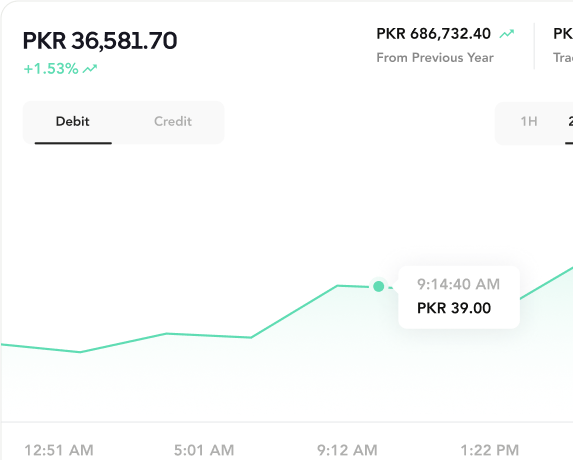 PKR 36,581.70
+1.53%
PKR 686,732.40
From Previous Year
PK
Tra
Debit
Credit
1H
2
9:14:40 AM
PKR 39.00
12:51 AM
5:01 AM
9:12 AM
1:22 PM